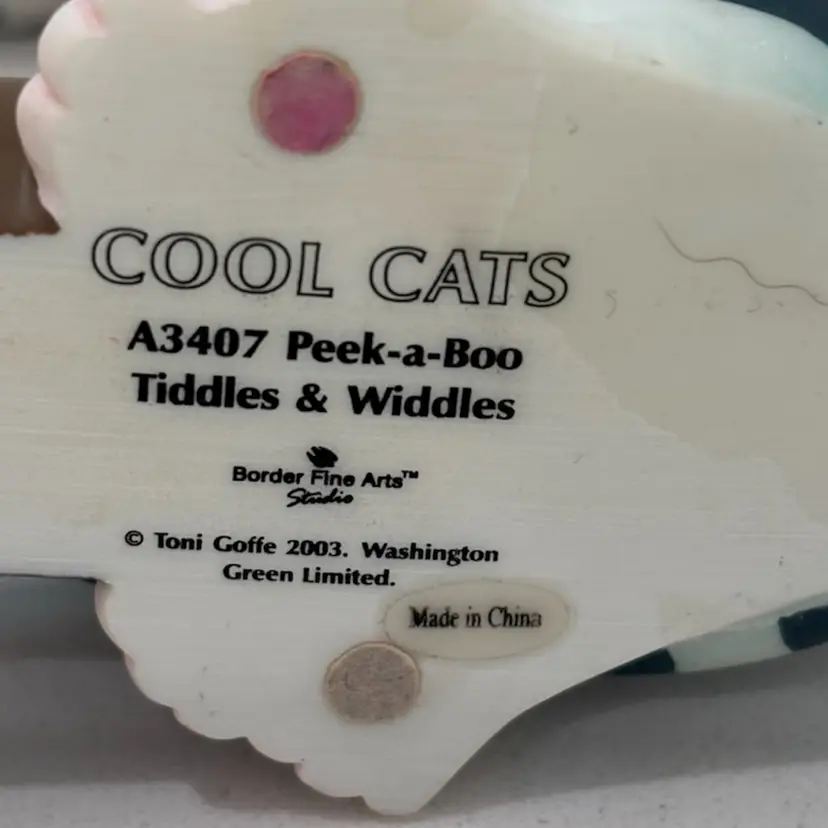 COOL CATS
A3407 Peek-a-Boo
Tiddles & Widdles
Border Fine Arts™
Studio
© Toni Goffe 2003. Washington
Green Limited.
Made in China